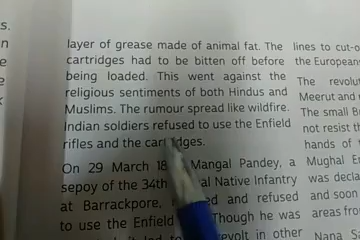 layer of grease made of animal fat. The
cartridges had to be bitten off before
being loaded. This went against the
religious sentiments of both Hindus and
Muslims. The rumour spread like wildfire.
Indian soldiers refused to use the Enfield
rifles and the
On 29 March Mangal Pandey, a
sepoy of the 34th Native Infantry
at Barrackpore, and refused
to use the Enfield Though he was
revolt in other
lines to cut-o
the European
The revolu
Meerut and
The small B
not resist th
hands of
Mughal E
was decla
and soon
areas from
Nana S